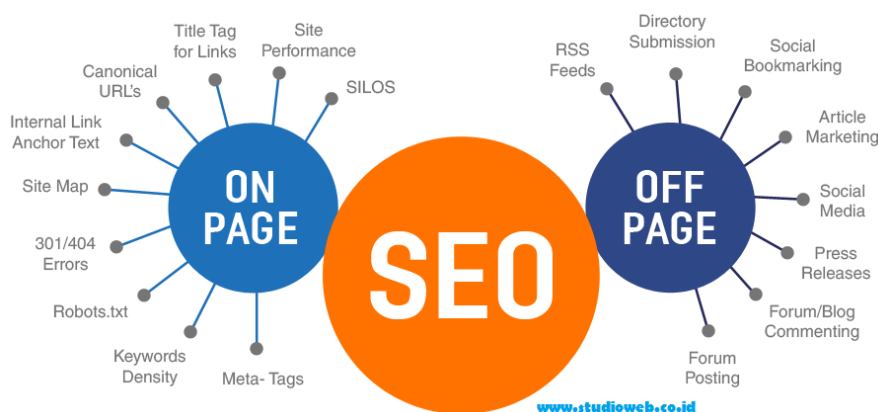 Title Tag
for Links
Site
Performance
SILOS
Canonical
URL's
Internal Link
Anchor Text
Site Map
301/404
Errors
Robots.txt
Keywords
Density
Meta- Tags
ON
PAGE
SEO
OFF
PAGE
RSS
Feeds
Directory
Submission
Social
Bookmarking
Article
Marketing
Social
Media
Press
Releases
Forum/Blog
Commenting
Forum
Posting
www.studioweb.co.id